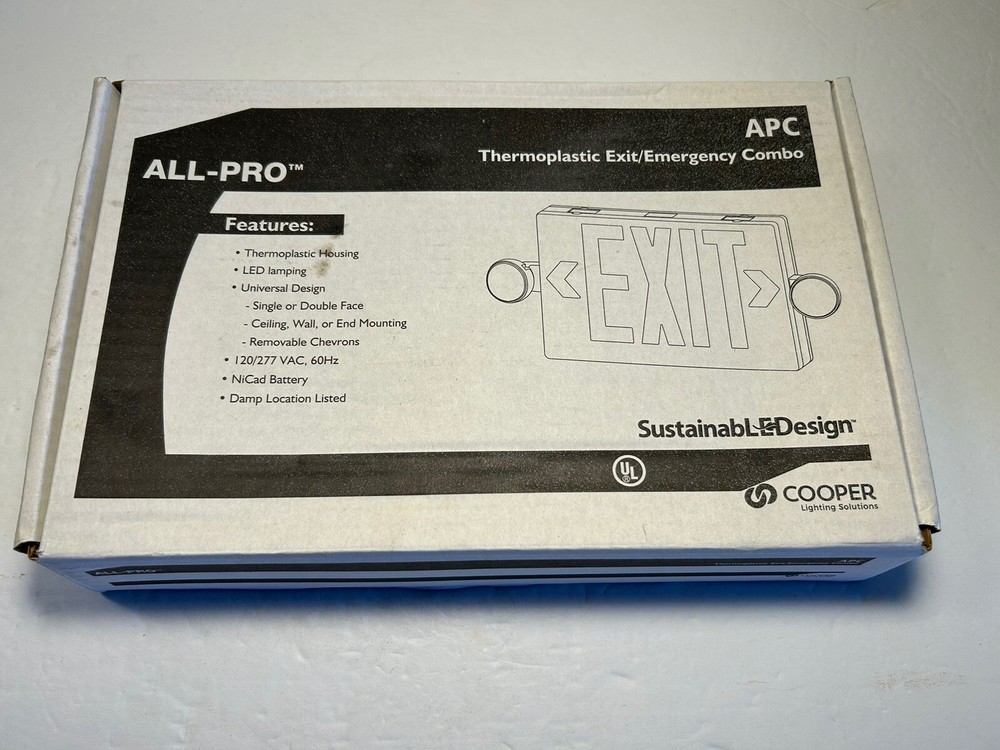 APC
Thermoplastic Exit/Emergency Combo
ALL-PRO™
Features:
• Thermoplastic Housing
• LED lamping
• Universal Design
- Single or Double Face
- Ceiling, Wall, or End Mounting
- Removable Chevrons
• 120/277 VAC, 60Hz
• NiCad Battery
• Damp Location Listed
EXIT
SustainabLEDesign™
UL
®
COOPER
Lighting Solutions
ALL-PRO™
APC